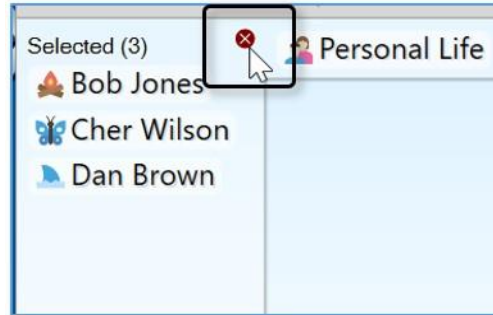 Selected (3)
Personal Life
Bob Jones
Cher Wilson
Dan Brown